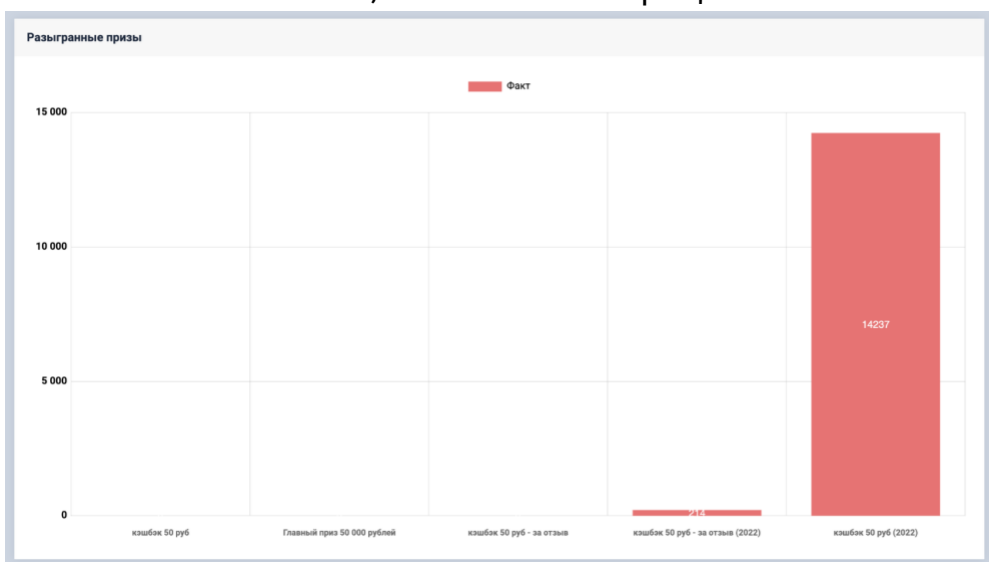 Разыгранные призы
Факт
15 000
10 000
14237
5 000
0
214
кэшбэк 50 руб
Главный приз 50 000 рублей
кэшбэк 50 руб - за отзыв
кэшбэк 50 руб - за отзыв (2022)
кэшбэк 50 руб (2022)